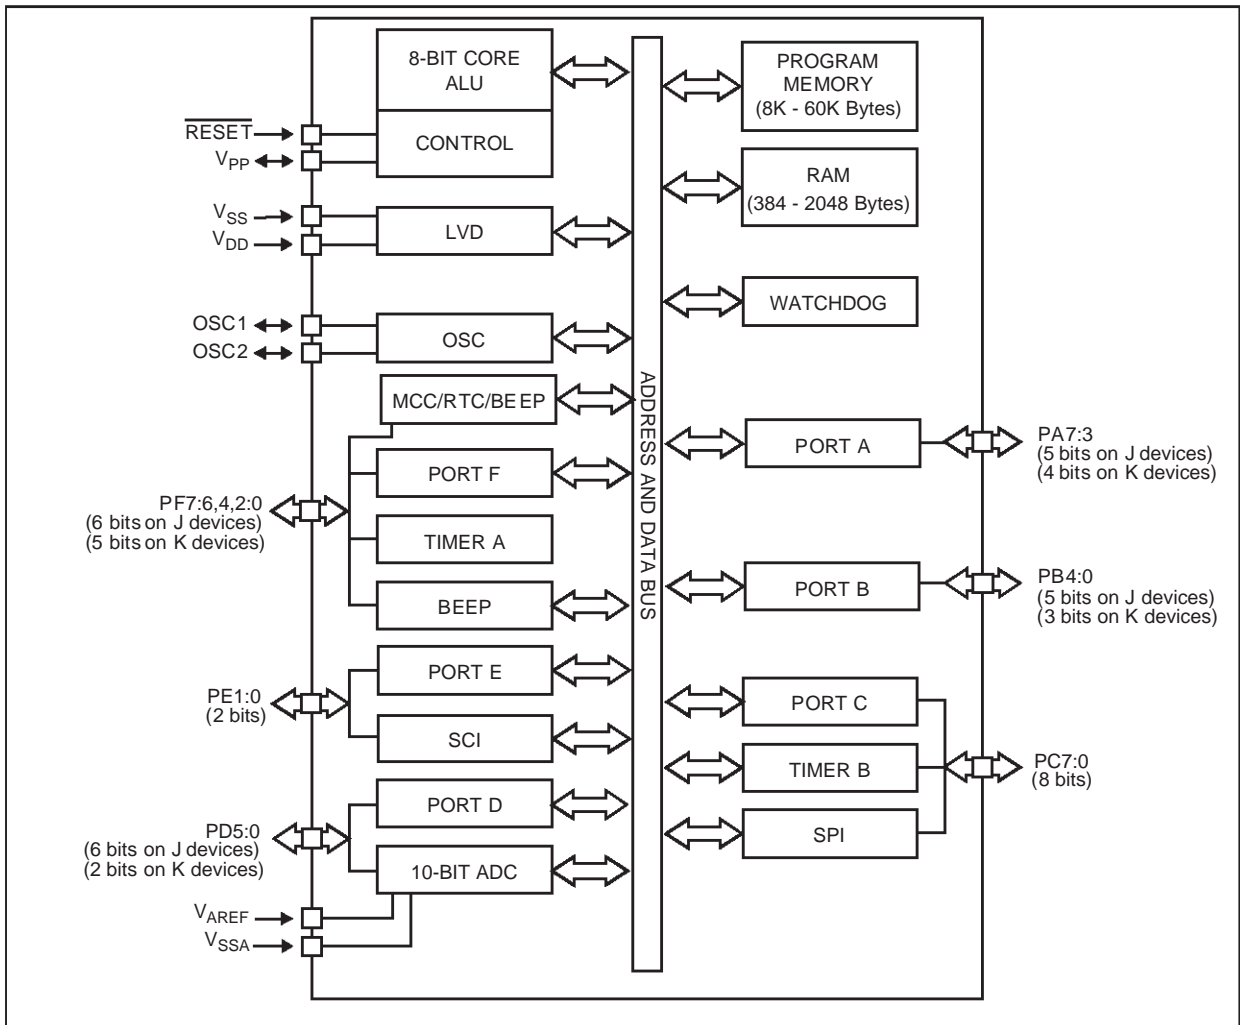 8-BIT CORE
ALU
CONTROL
RESET
VPP
VSS
VDD
LVD
OSC1
OSC2
OSC
MCC/RTC/BEEP
PORT F
PF7:6,4,2:0
(6 bits on J devices)
(5 bits on K devices)
TIMER A
BEEP
PORT E
PE1:0
(2 bits)
SCI
PORT D
PD5:0
(6 bits on J devices)
(2 bits on K devices)
10-BIT ADC
VAREF
VSSA
ADDRESS AND DATA BUS
PROGRAM
MEMORY
(8K - 60K Bytes)
RAM
(384 - 2048 Bytes)
WATCHDOG
PORT A
PA7:3
(5 bits on J devices)
(4 bits on K devices)
PORT B
PB4:0
(5 bits on J devices)
(3 bits on K devices)
PORT C
TIMER B
PC7:0
(8 bits)
SPI